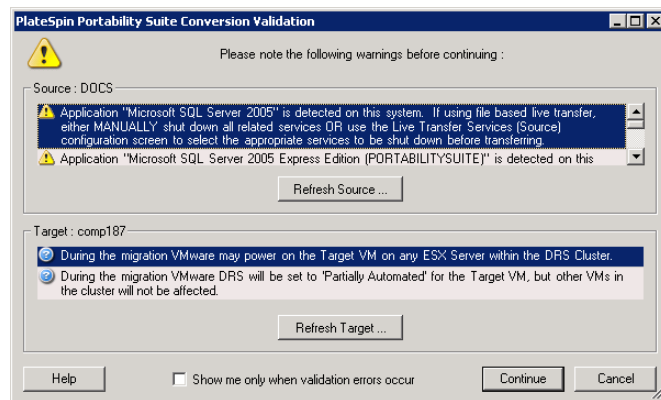 PlateSpin Portability Suite Conversion Validation
Please note the following warnings before continuing :
Source : DOCS
Application "Microsoft SQL Server 2005" is detected on this system. If using file based live transfer,
either MANUALLY shut down all related services OR use the Live Transfer Services (Source)
configuration screen to select the appropriate services to be shut down before transferring.
Application "Microsoft SQL Server 2005 Express Edition (PORTABILITYSUITE)" is detected on this
Refresh Source ...
Target : comp187
During the migration VMware may power on the Target VM on any ESX Server within the DRS Cluster.
During the migration VMware DRS will be set to 'Partially Automated' for the Target VM, but other VMs in
the cluster will not be affected.
Refresh Target ...
Help
Show me only when validation errors occur
Continue
Cancel